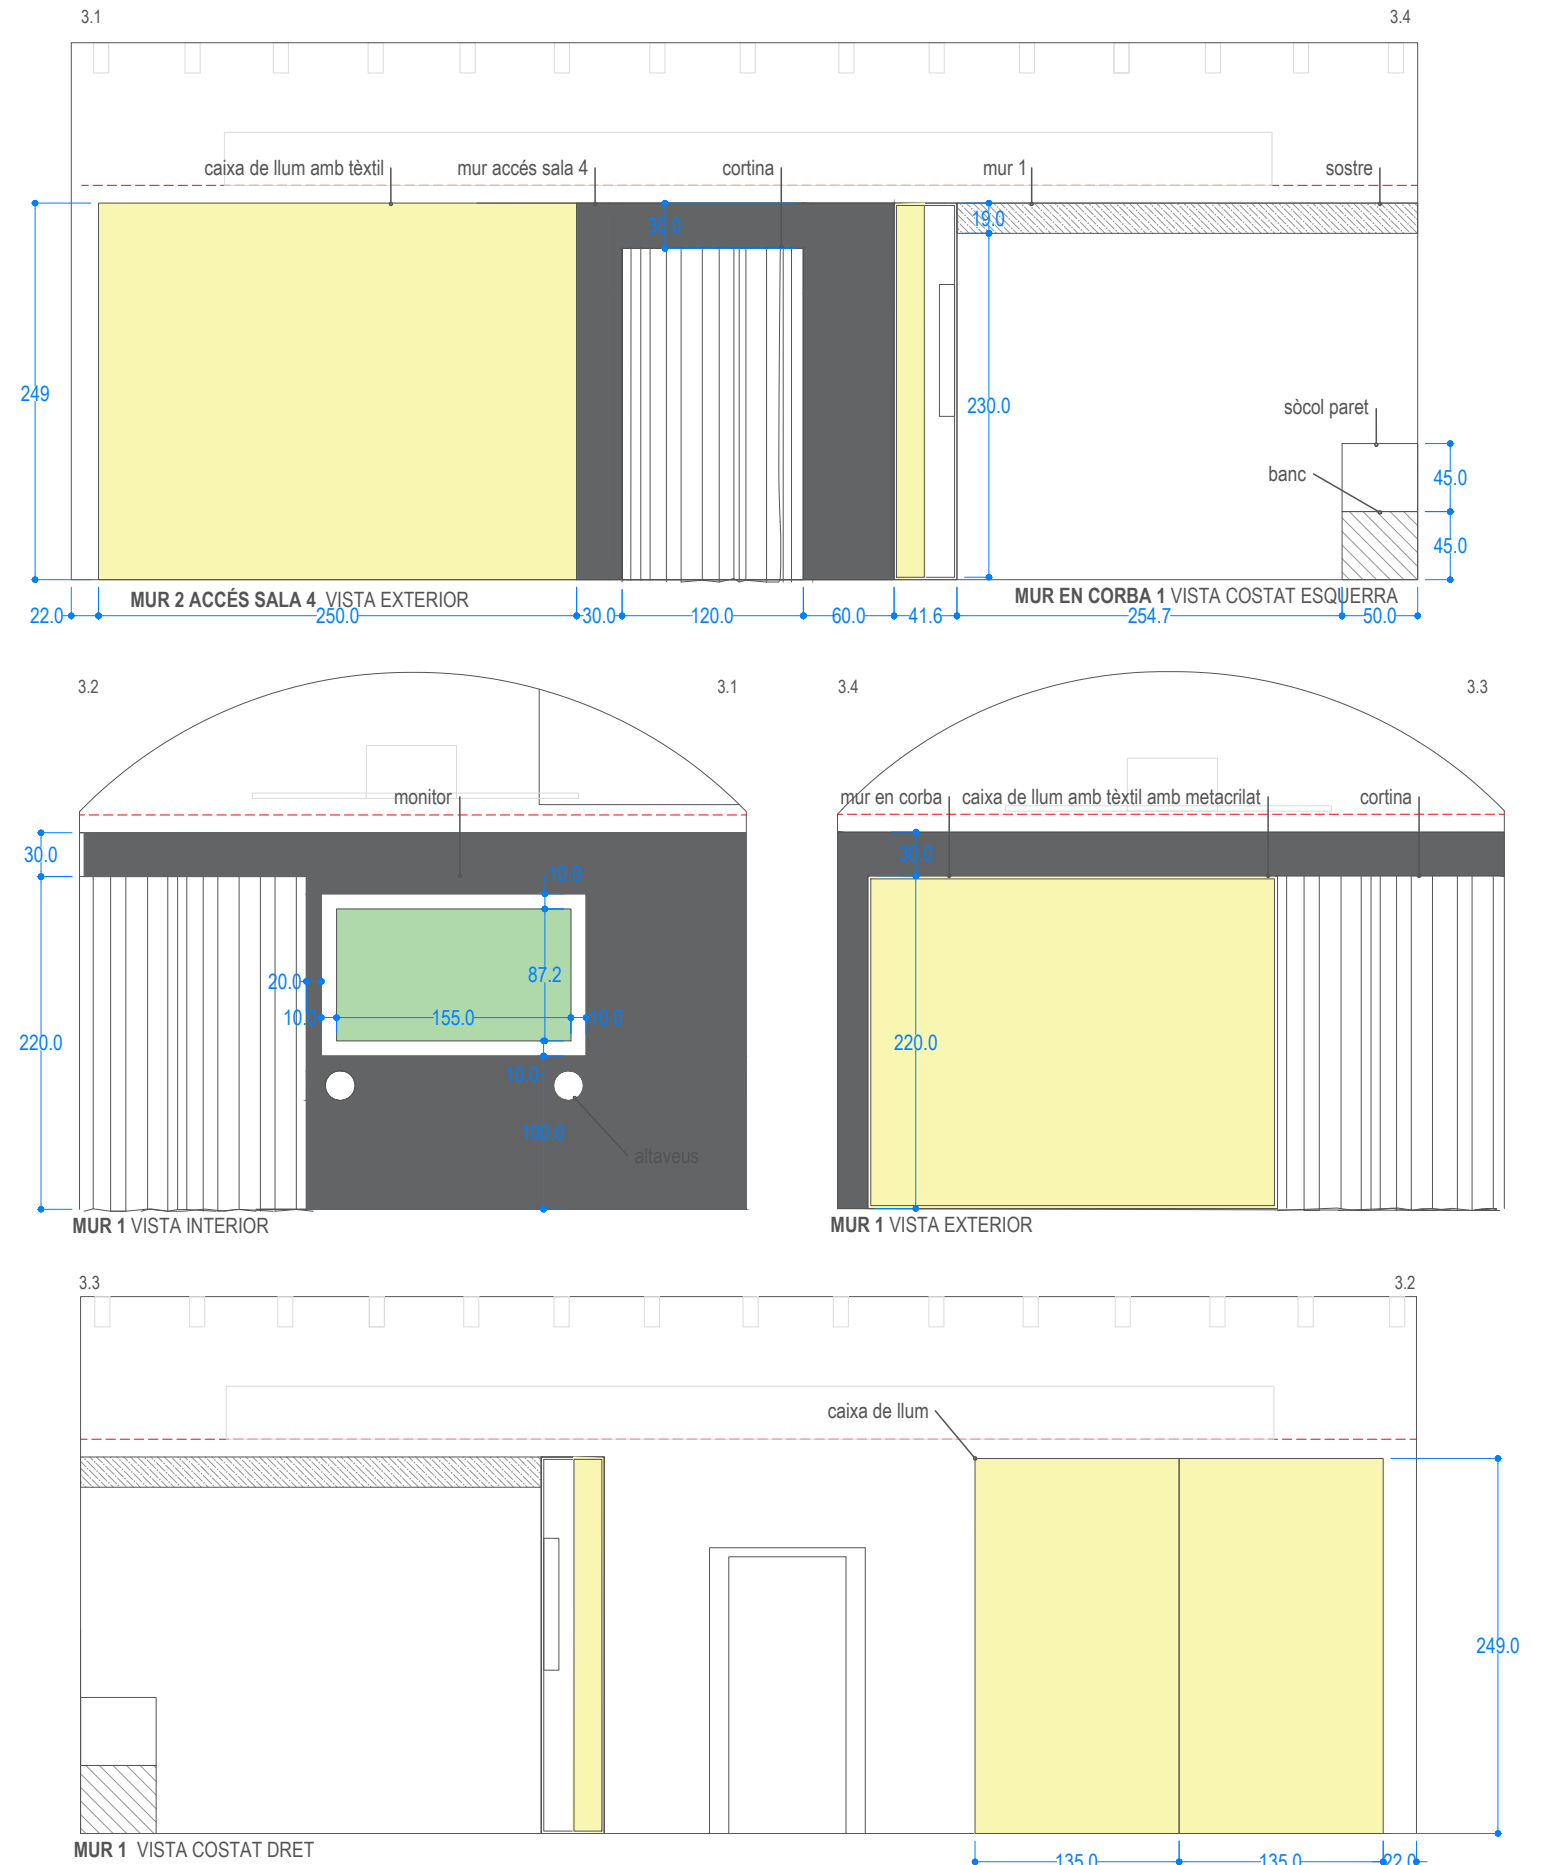 3.1 3.4
caixa de llum amb tèxtil mur accés sala 4 cortina mur 1 sostre
30.0 19.0
249 230.0
sòcol paret
banc 45.0
45.0
MUR 2 ACCÉS SALA 4 VISTA EXTERIOR MUR EN CORBA 1 VISTA COSTAT ESQUERRA
22.0 250.0 30.0 120.0 60.0 41.6 254.7 50.0
3.2 3.1 3.4 3.3
monitor mur en corba caixa de llum amb tèxtil amb metacrilat cortina
30.0 30.0
10.0
20.0 87.2
10.0 155.0 10.0
220.0 220.0
10.0
100.0
altaveus
MUR 1 VISTA INTERIOR MUR 1 VISTA EXTERIOR
3.3 3.2
caixa de llum
249.0
MUR 1 VISTA COSTAT DRET
135.0 135.0 22.0